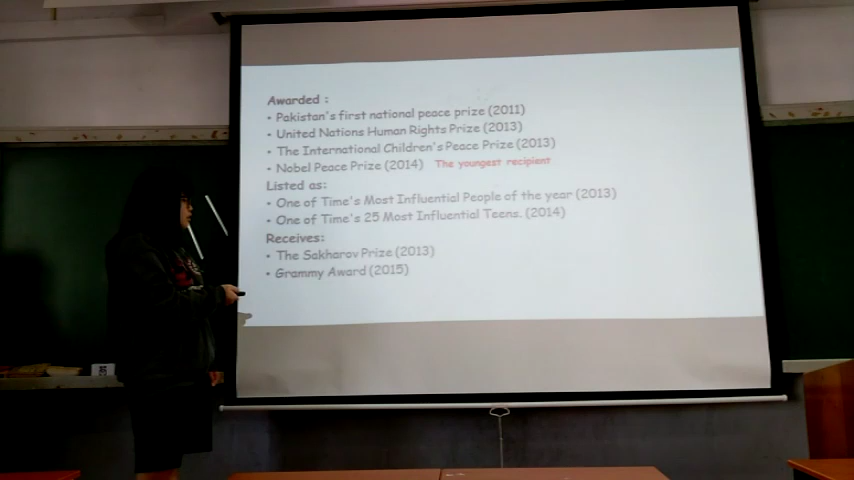 Awarded :
• Pakistan's first national peace prize (2011)
• United Nations Human Rights Prize (2013)
• The International Children's Peace Prize (2013)
• Nobel Peace Prize (2014) The youngest recipient
Listed as:
• One of Time's Most Influential People of the year (2013)
• One of Time's 25 Most Influential Teens. (2014)
Receives:
• The Sakharov Prize (2013)
• Grammy Award (2015)